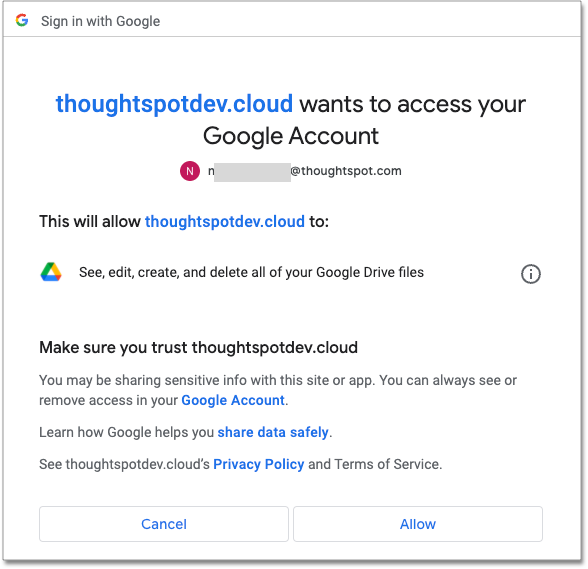 Sign in with Google
thoughtspotdev.cloud wants to access your
Google Account
N n @thoughtspot.com
This will allow thoughtspotdev.cloud to:
See, edit, create, and delete all of your Google Drive files
Make sure you trust thoughtspotdev.cloud
You may be sharing sensitive info with this site or app. You can always see or
remove access in your Google Account.
Learn how Google helps you share data safely.
See thoughtspotdev.cloud's Privacy Policy and Terms of Service.
Cancel Allow